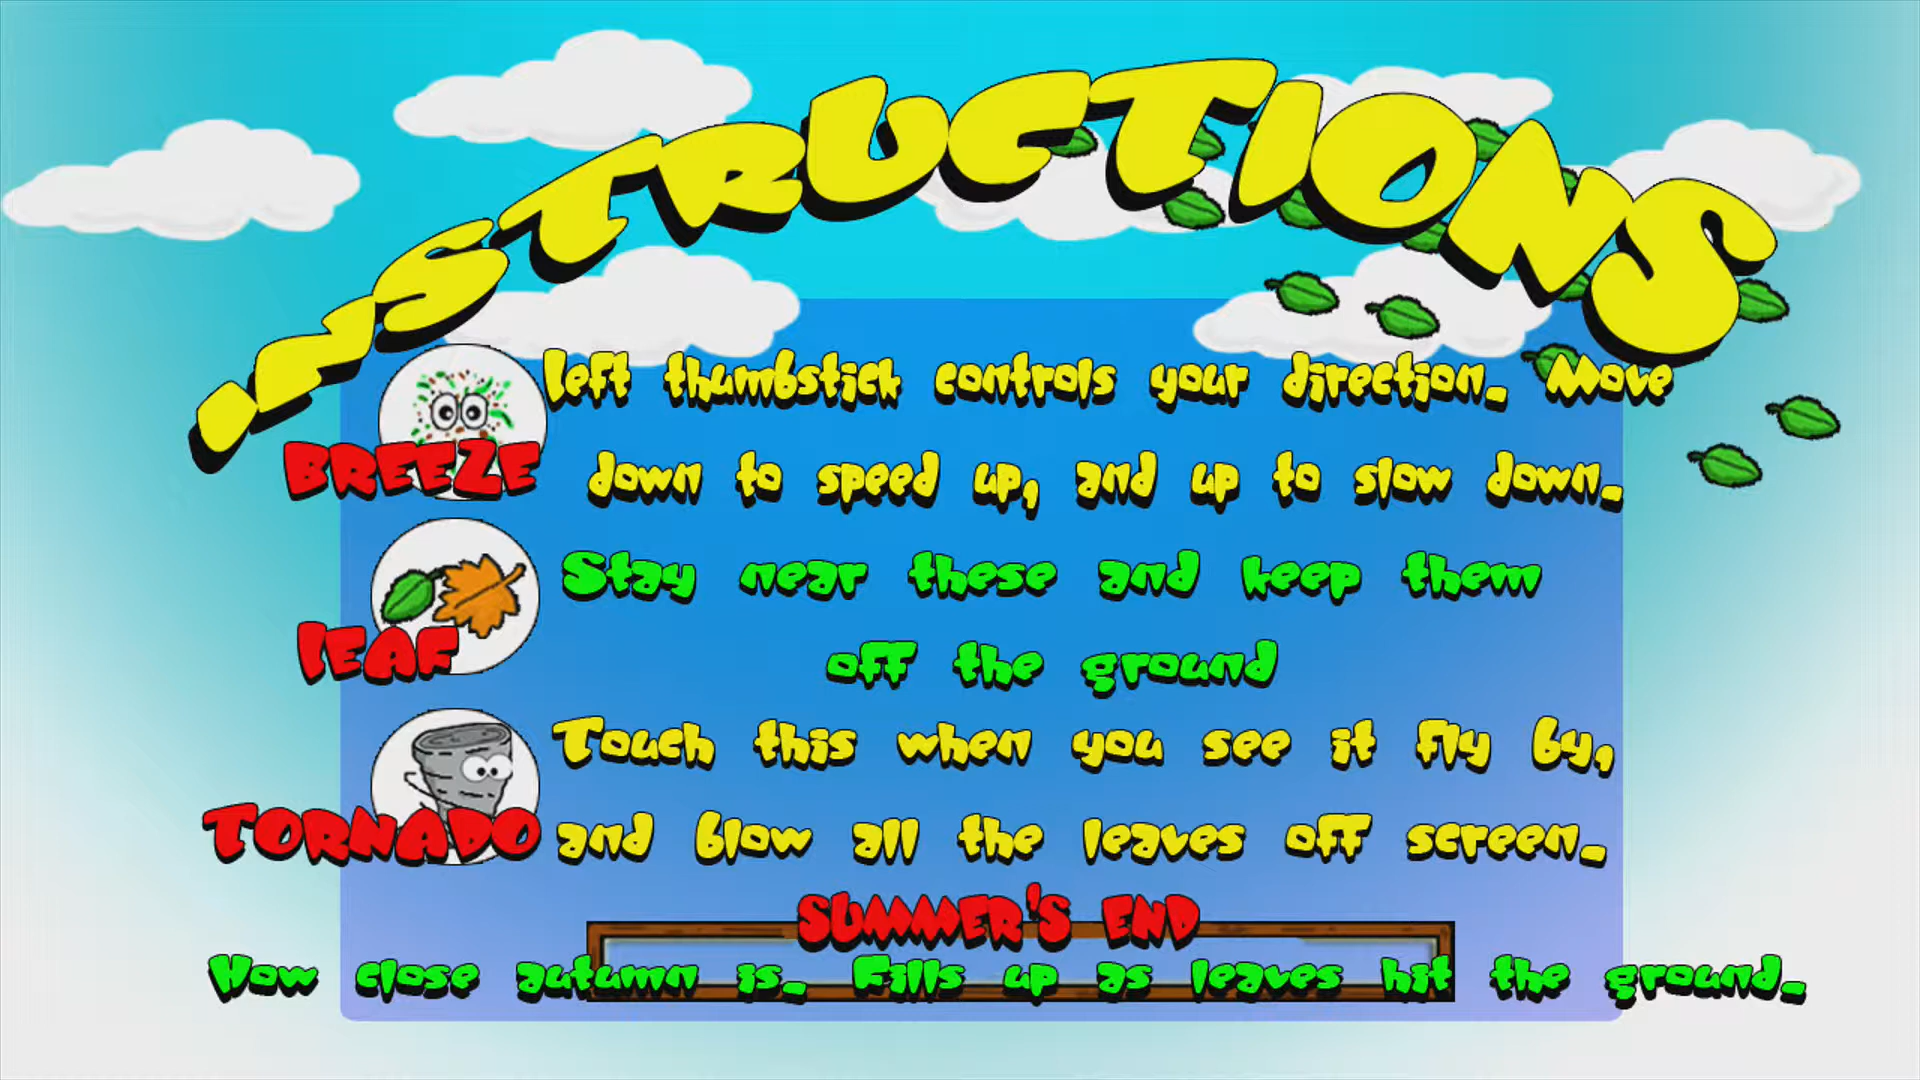 INSTRUCTIONS
left thumbstick controls your direction. Move
BREEZE
down to speed up, and up to slow down.
Stay near these and keep them
LEAF
off the ground
Touch this when you see it fly by,
TORNADO
and blow all the leaves off screen.
SUMMER'S END
How close autumn is. Fills up as leaves hit the ground.